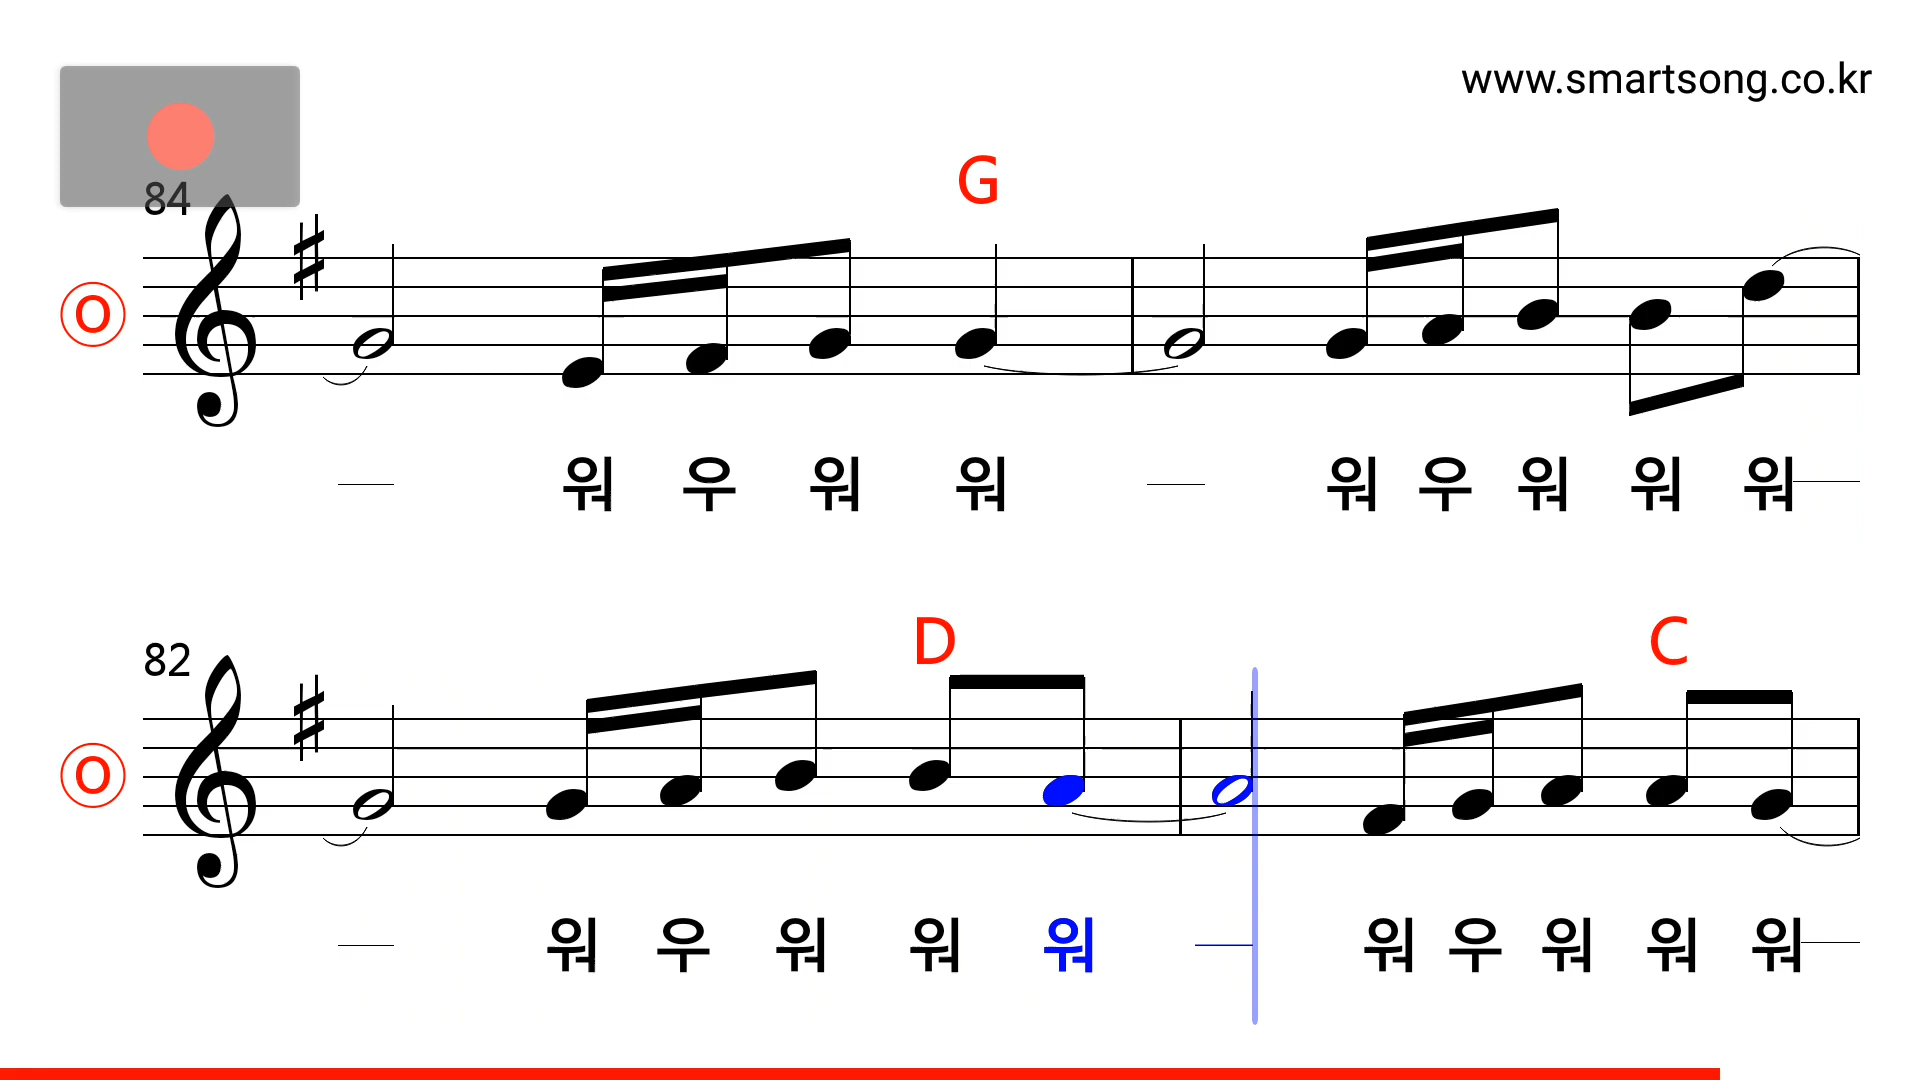 www.smartsong.co.kr
G
84
O
워 우 워 워 워 우 워 워 워
D C
82
O
워 우 워 워 워 워 우 워 워 워